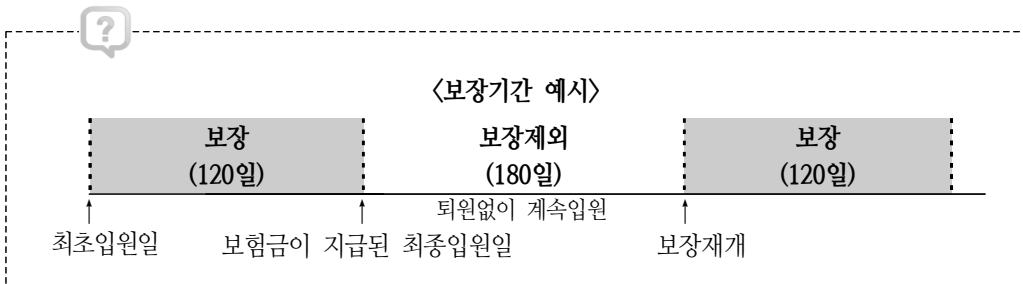 ?
〈보장기간 예시〉
보장 보장제외 보장
(120일) (180일) (120일)
퇴원없이 계속입원
최초입원일 보험금이 지급된 최종입원일 보장재개